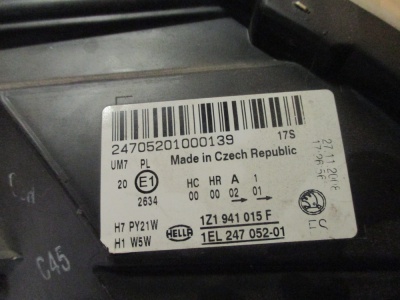 24705201000139 17S
UM7 PL Made in Czech Republic
20 E1 HC HR A 1
2634 00 00 02 01
H7 PY21W HELLA 1Z1 941 015 F
H1 W5W 1EL 247 052-01
C45